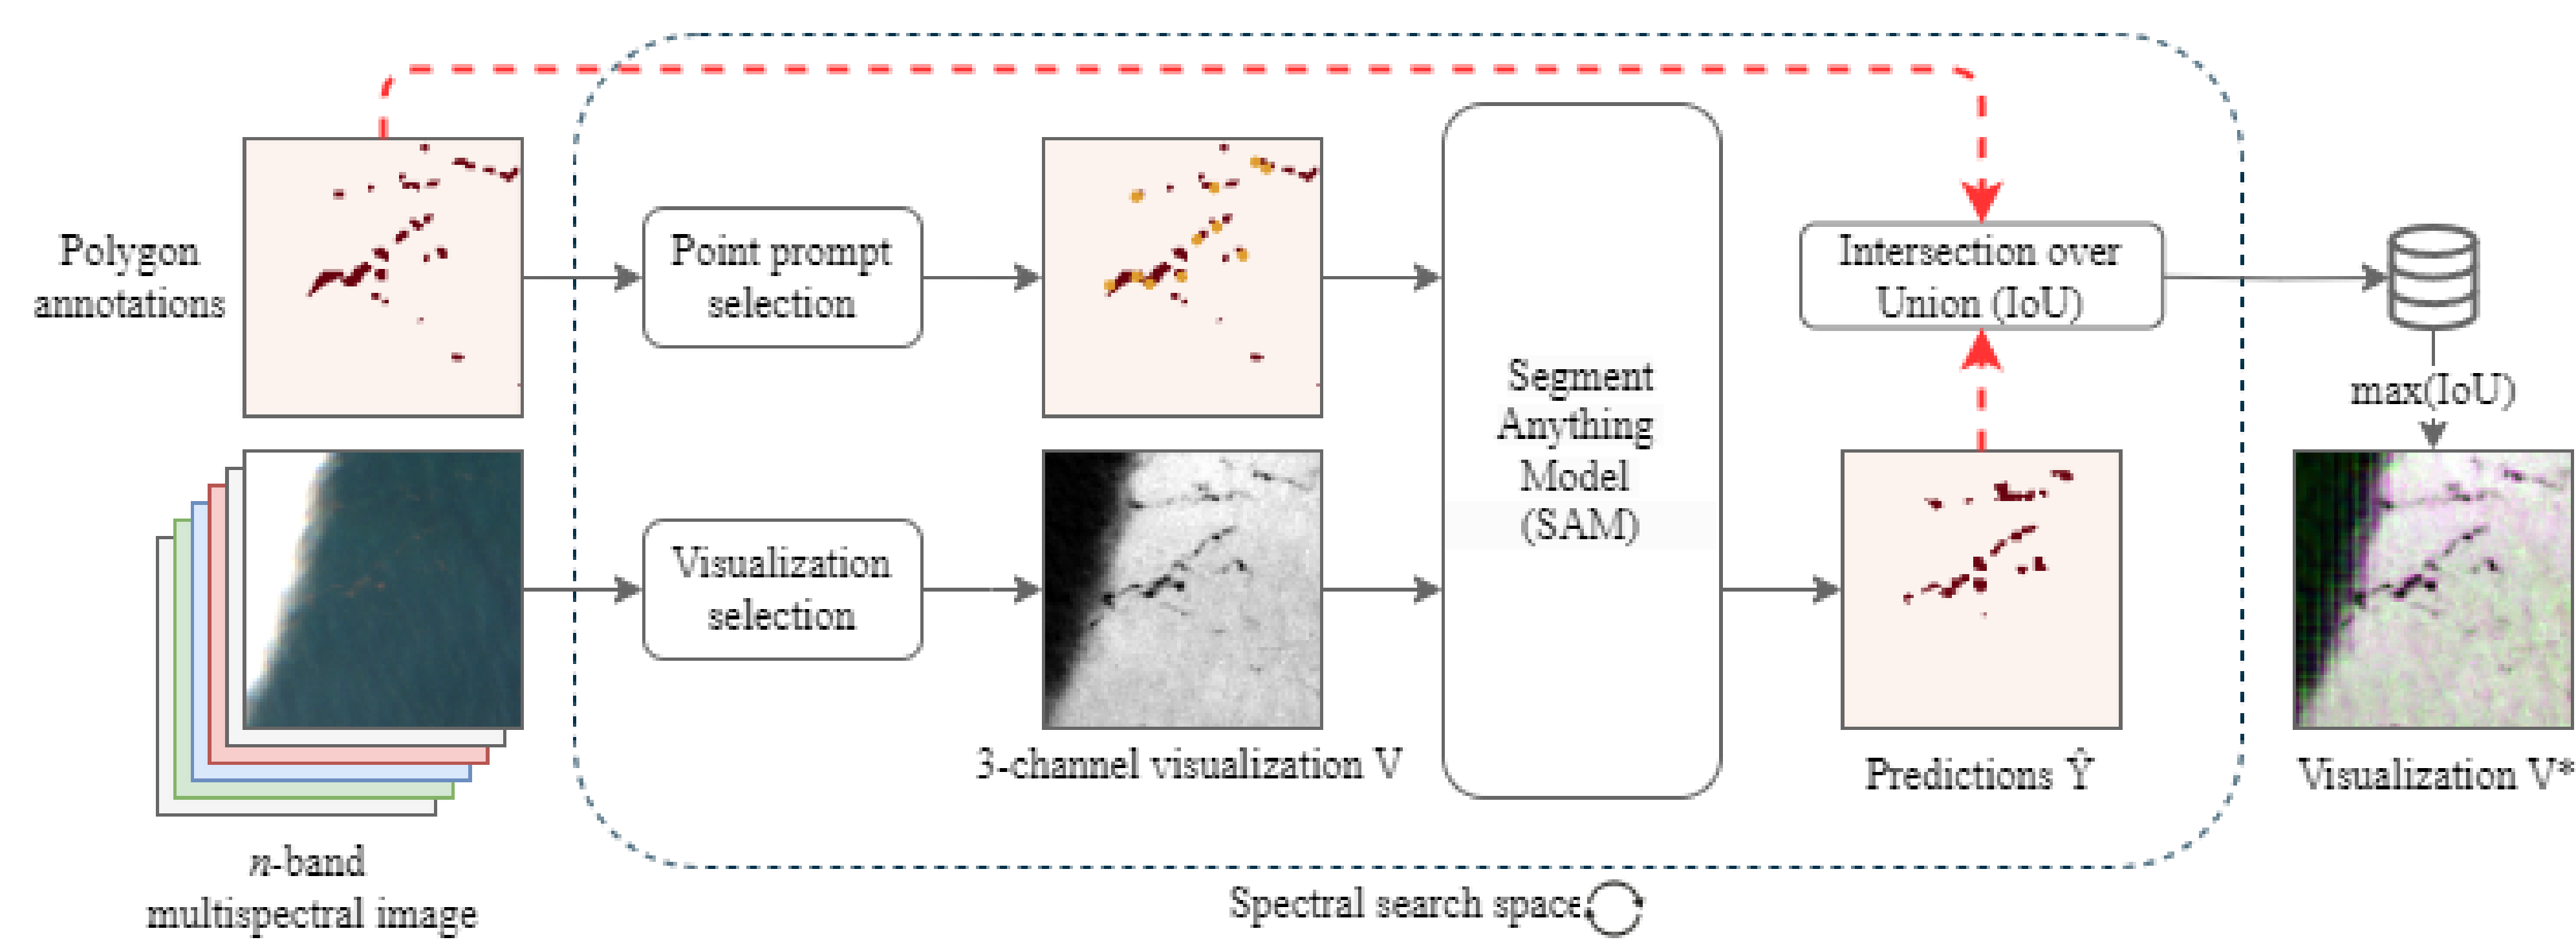 Polygon
annotations
Point prompt
selection
Intersection over
Union (IoU)
Segment
Anything
Model
(SAM)
max(IoU)
Visualization
selection
3-channel visualization V
Predictions Ŷ
Visualization V*
n-band
multispectral image
Spectral search space